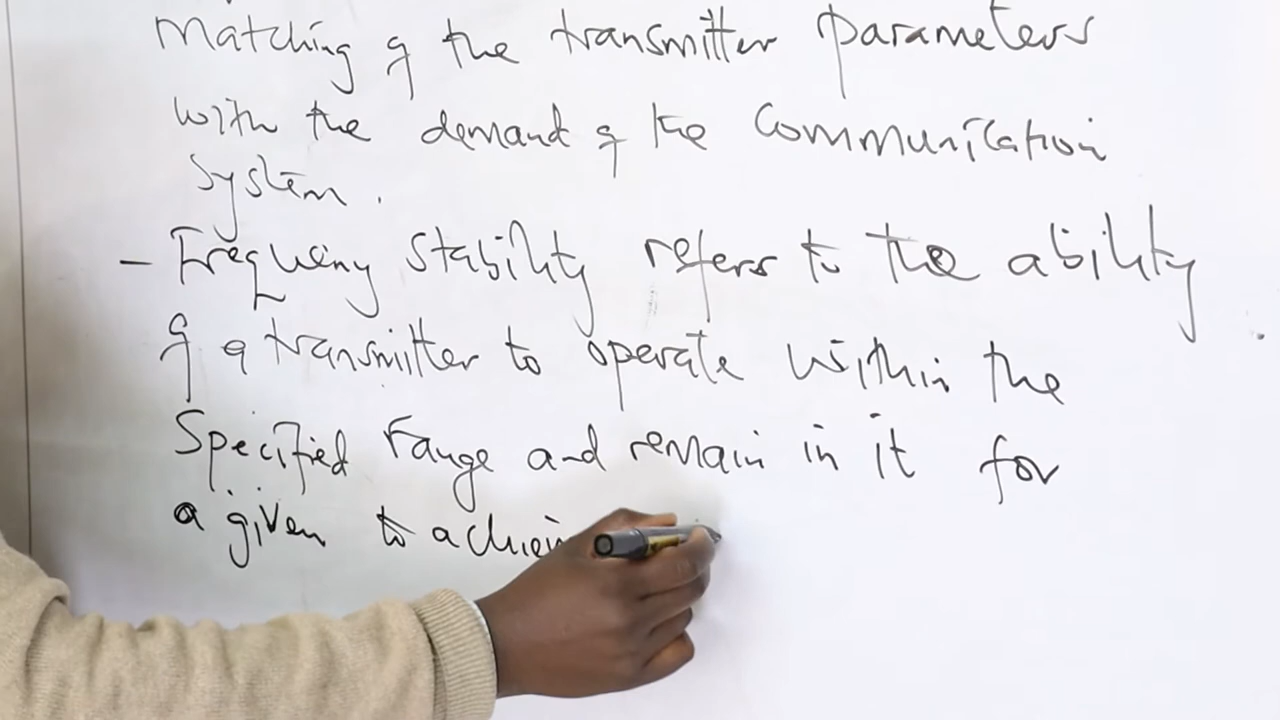 Matching of the transmitter parameters
with the demand of the Communication
System.
- Frequency Stability refers to the ability
of a transmitter to operate within the
Specified range and remain in it for
a given to